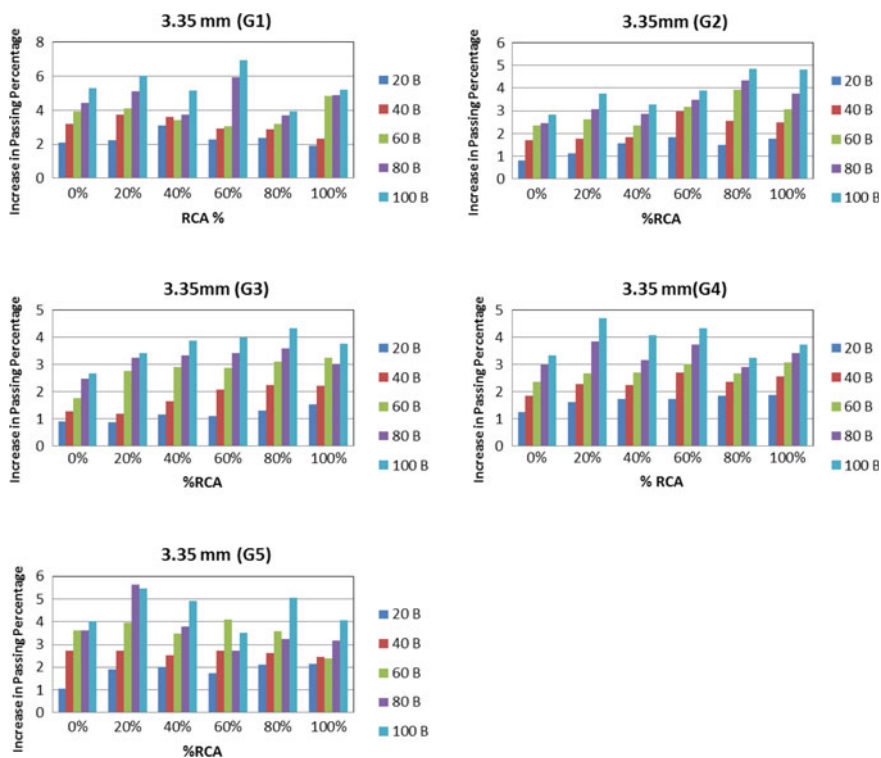 3.35 mm (G1)
Increase in Passing Percentage
8
6
4
2
0
0% 20% 40% 60% 80% 100%
RCA %
20 B
40 B
60 B
80 B
100 B
3.35mm (G2)
Increase in Passing Percentage
6
5
4
3
2
1
0
0% 20% 40% 60% 80% 100%
%RCA
20 B
40 B
60 B
80 B
100 B
3.35mm (G3)
Increase in Passing Percentage
5
4
3
2
1
0
0% 20% 40% 60% 80% 100%
%RCA
20 B
40 B
60 B
80 B
100 B
3.35 mm(G4)
Increase in Passing Percentage
5
4
3
2
1
0
0% 20% 40% 60% 80% 100%
% RCA
20 B
40 B
60 B
80 B
100 B
3.35 mm (G5)
Increase in Passing Percentage
6
5
4
3
2
1
0
0% 20% 40% 60% 80% 100%
%RCA
20 B
40 B
60 B
80 B
100 B